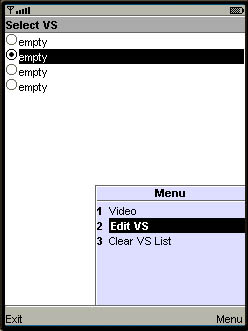 Select VS
empty
empty
empty
empty
Menu
1 Video
2 Edit VS
3 Clear VS List
Exit Menu